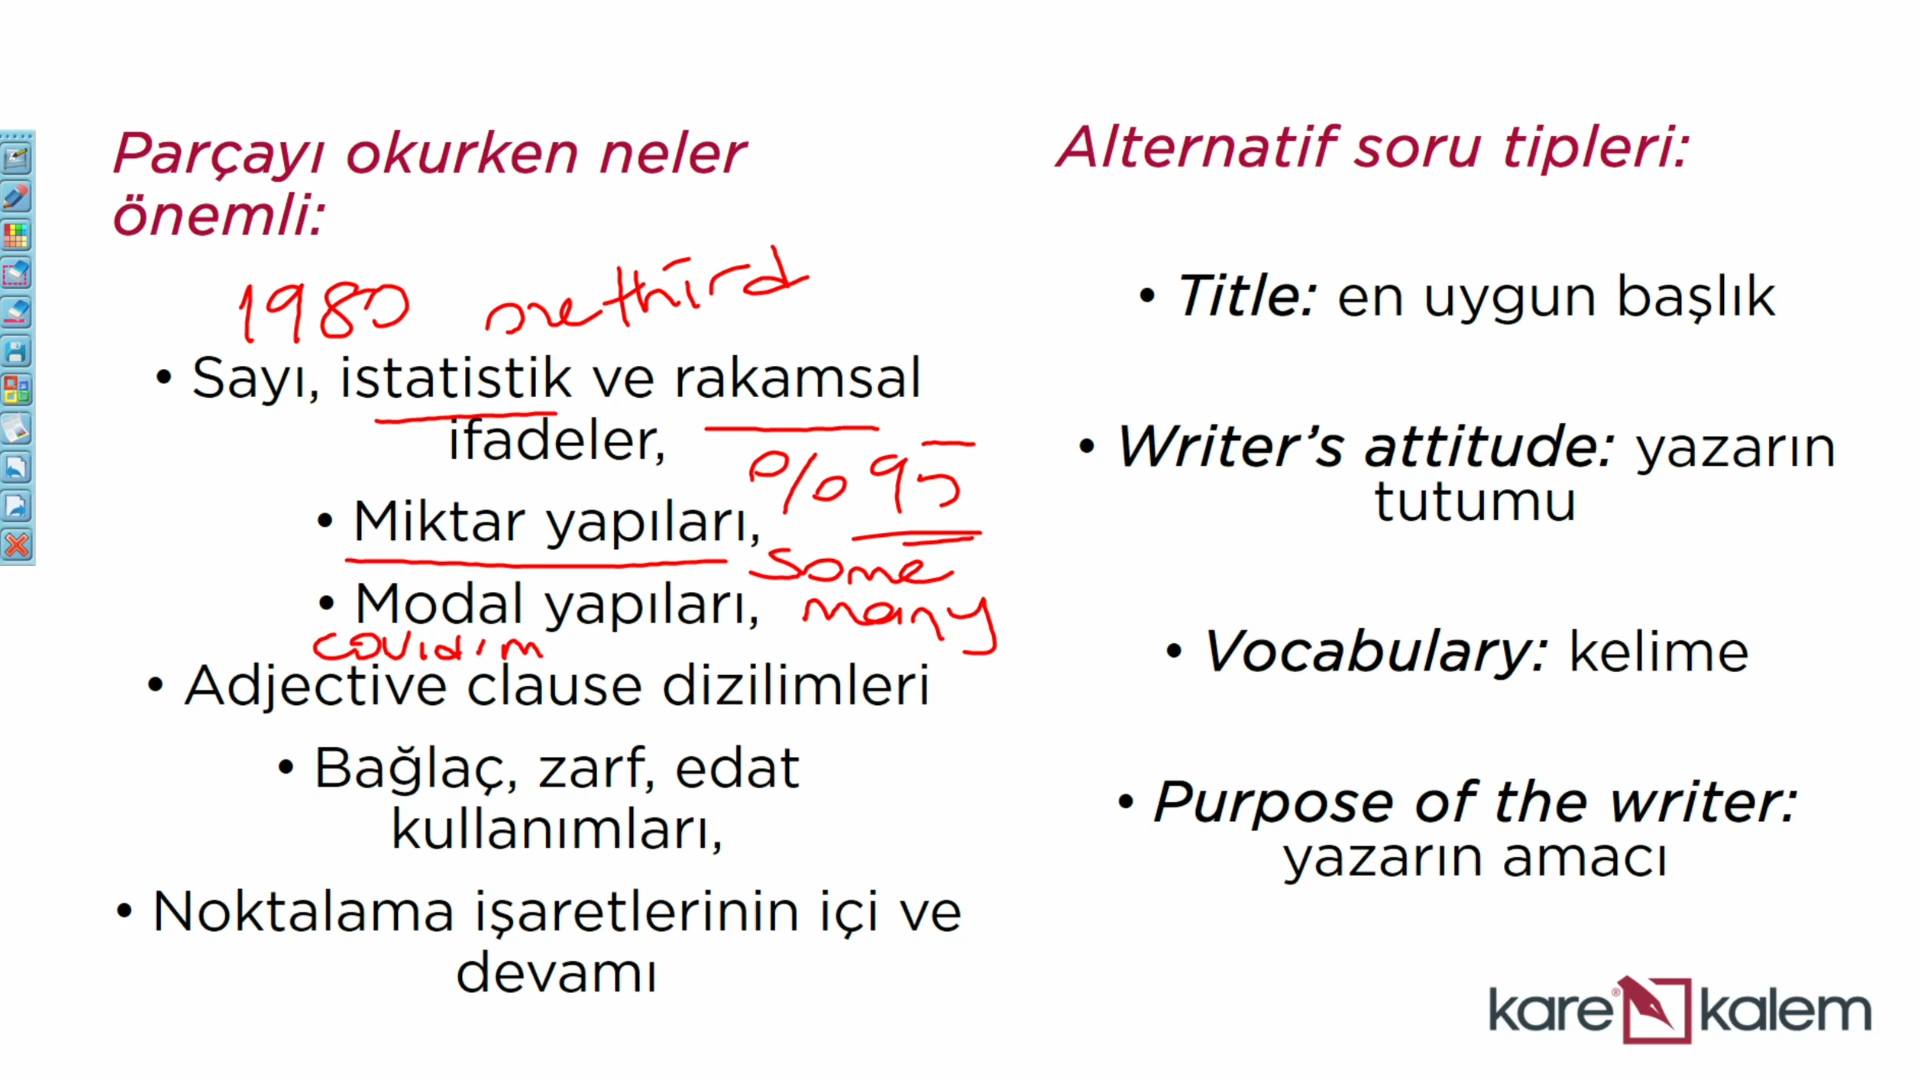 Parçayı okurken neler
önemli:
1980 onethird
• Sayı, istatistik ve rakamsal
ifadeler,
%95
• Miktar yapıları,
some
• Modal yapıları,
many
• Adjective clause dizilimleri
• Bağlaç, zarf, edat
kullanımları,
• Noktalama işaretlerinin içi ve
devamı
Alternatif soru tipleri:
• Title: en uygun başlık
• Writer’s attitude: yazarın
tutumu
• Vocabulary: kelime
• Purpose of the writer:
yazarın amacı
kare® kalem